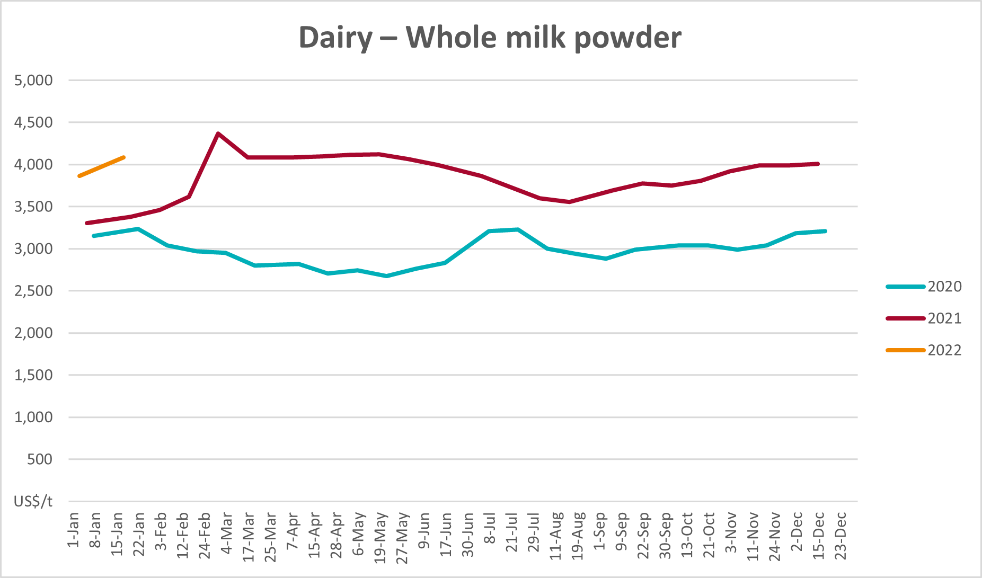 Dairy – Whole milk powder
5,000
4,500
4,000
3,500
3,000
2,500
2,000
1,500
1,000
500
US$/t
1-Jan
8-Jan
15-Jan
22-Jan
3-Feb
12-Feb
24-Feb
4-Mar
17-Mar
25-Mar
7-Apr
15-Apr
28-Apr
6-May
19-May
27-May
9-Jun
17-Jun
30-Jun
8-Jul
21-Jul
29-Jul
11-Aug
19-Aug
1-Sep
9-Sep
22-Sep
30-Sep
13-Oct
21-Oct
3-Nov
11-Nov
24-Nov
2-Dec
15-Dec
23-Dec
2020
2021
2022